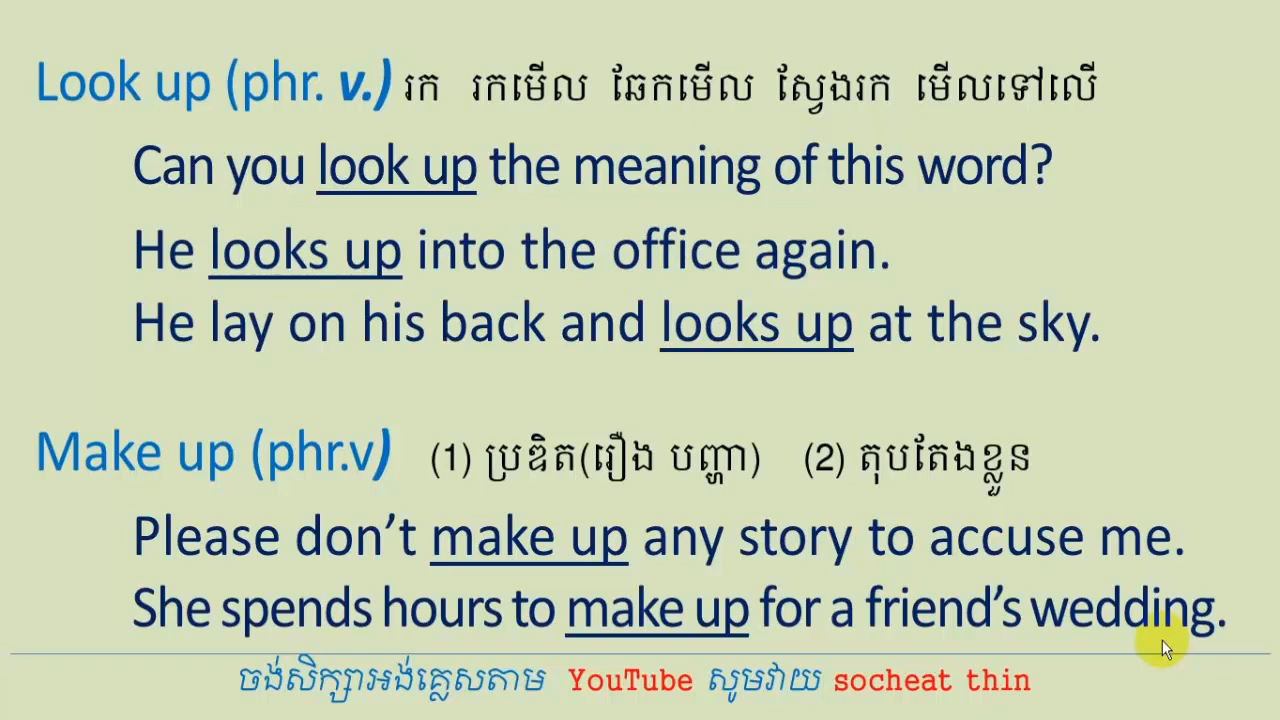 Look up (phr. v.) រក រកមើល ឆែកមើល ស្វែងរក មើលទៅលើ
Can you look up the meaning of this word?
He looks up into the office again.
He lay on his back and looks up at the sky.
Make up (phr.v) (1) ប្រឌិត(រឿង បញ្ហា) (2) តុបតែងខ្លួន
Please don’t make up any story to accuse me.
She spends hours to make up for a friend’s wedding.
ចង់សិក្សាអង់គ្លេសតាម YouTube សូមវាយ socheat thin